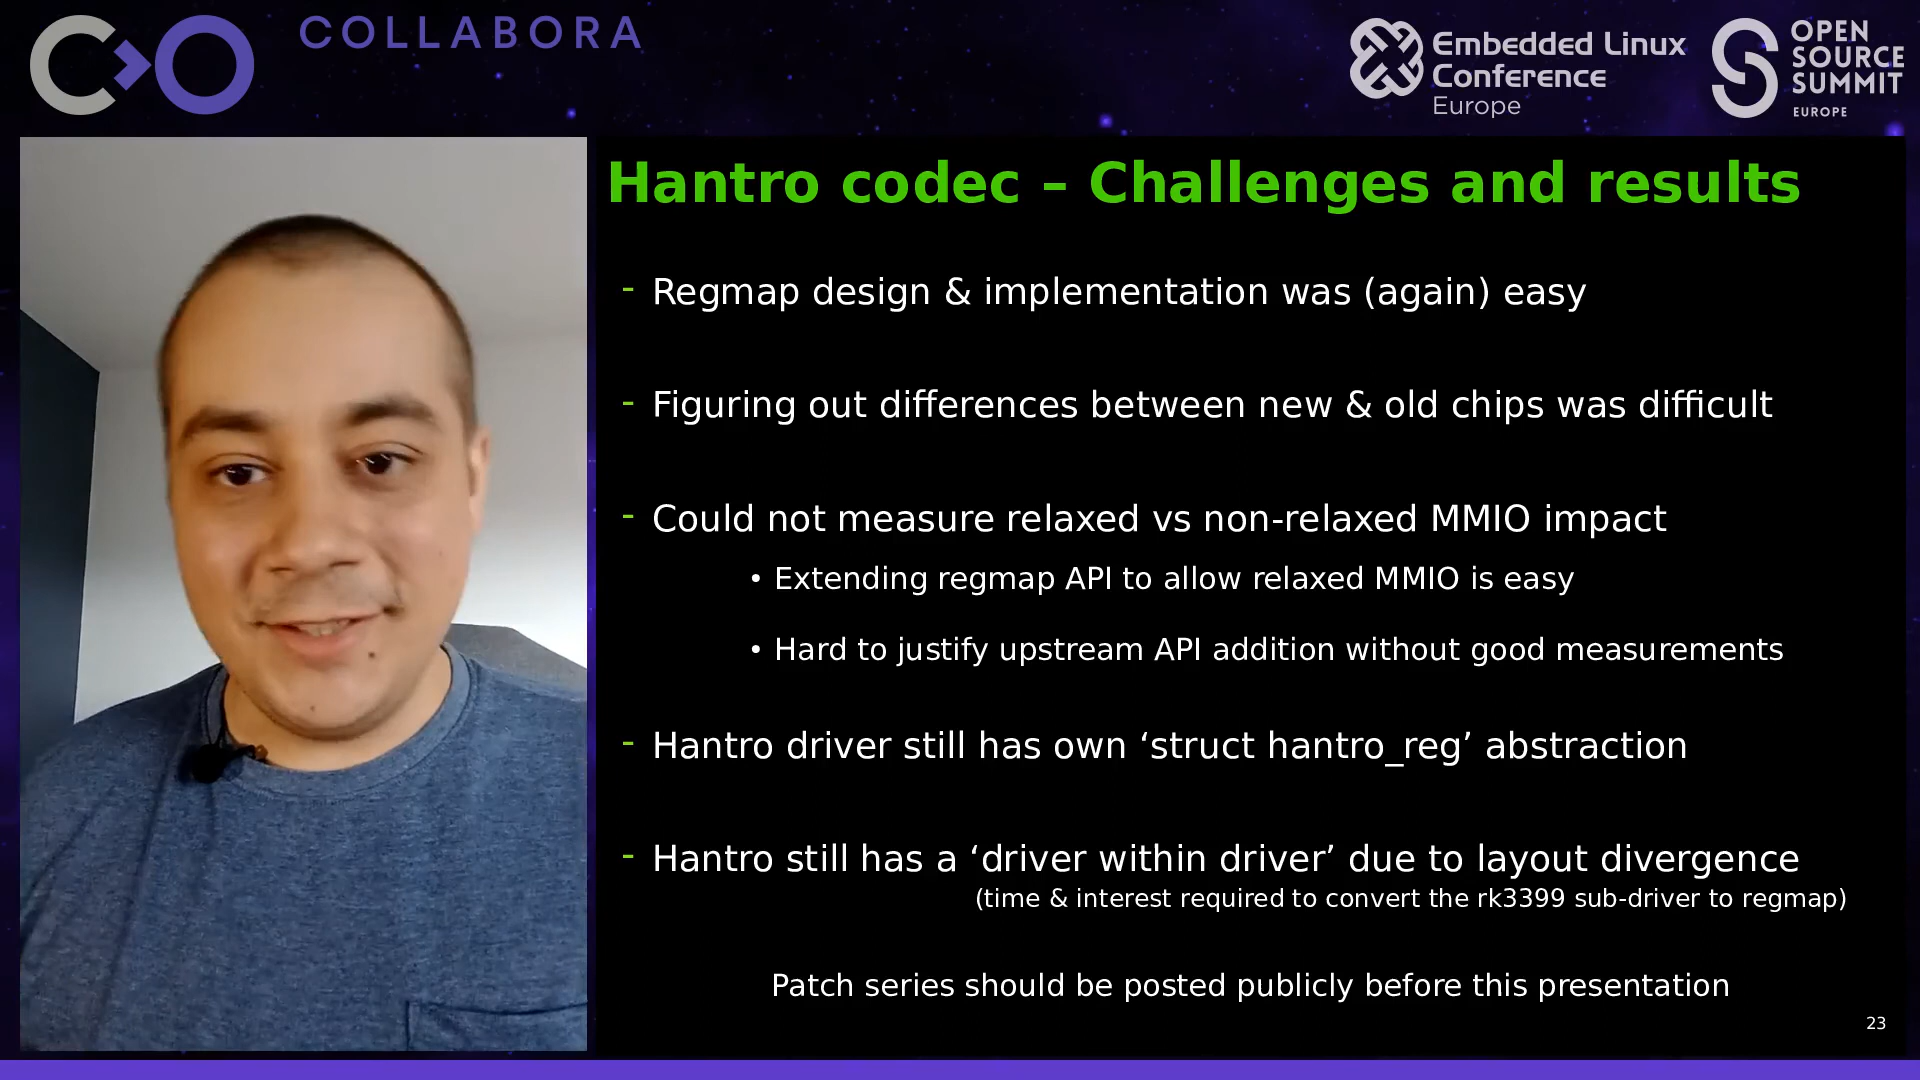 COLLABORA
Embedded Linux
Conference
Europe
OPEN
SOURCE
SUMMIT
EUROPE
Hantro codec – Challenges and results
- Regmap design & implementation was (again) easy
- Figuring out differences between new & old chips was difficult
- Could not measure relaxed vs non-relaxed MMIO impact
• Extending regmap API to allow relaxed MMIO is easy
• Hard to justify upstream API addition without good measurements
- Hantro driver still has own ‘struct hantro_reg’ abstraction
- Hantro still has a ‘driver within driver’ due to layout divergence
(time & interest required to convert the rk3399 sub-driver to regmap)
Patch series should be posted publicly before this presentation
23